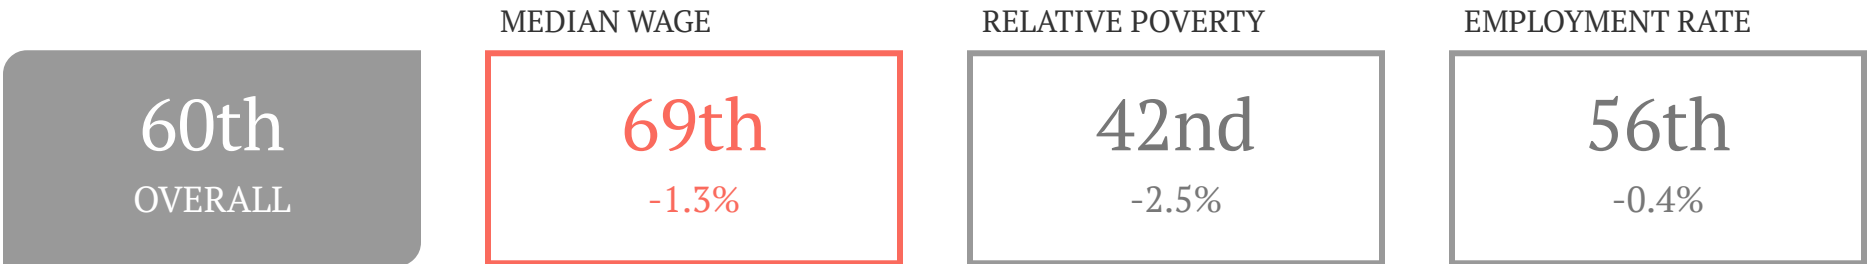 MEDIAN WAGE
RELATIVE POVERTY
EMPLOYMENT RATE
60th
OVERALL
69th
-1.3%
42nd
-2.5%
56th
-0.4%